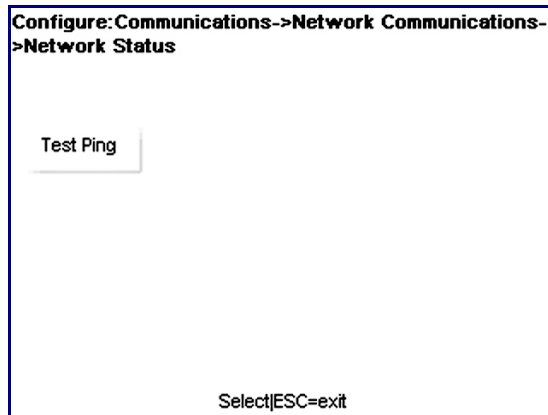 Configure:Communications->Network Communications-
>Network Status
Test Ping
Select|ESC=exit